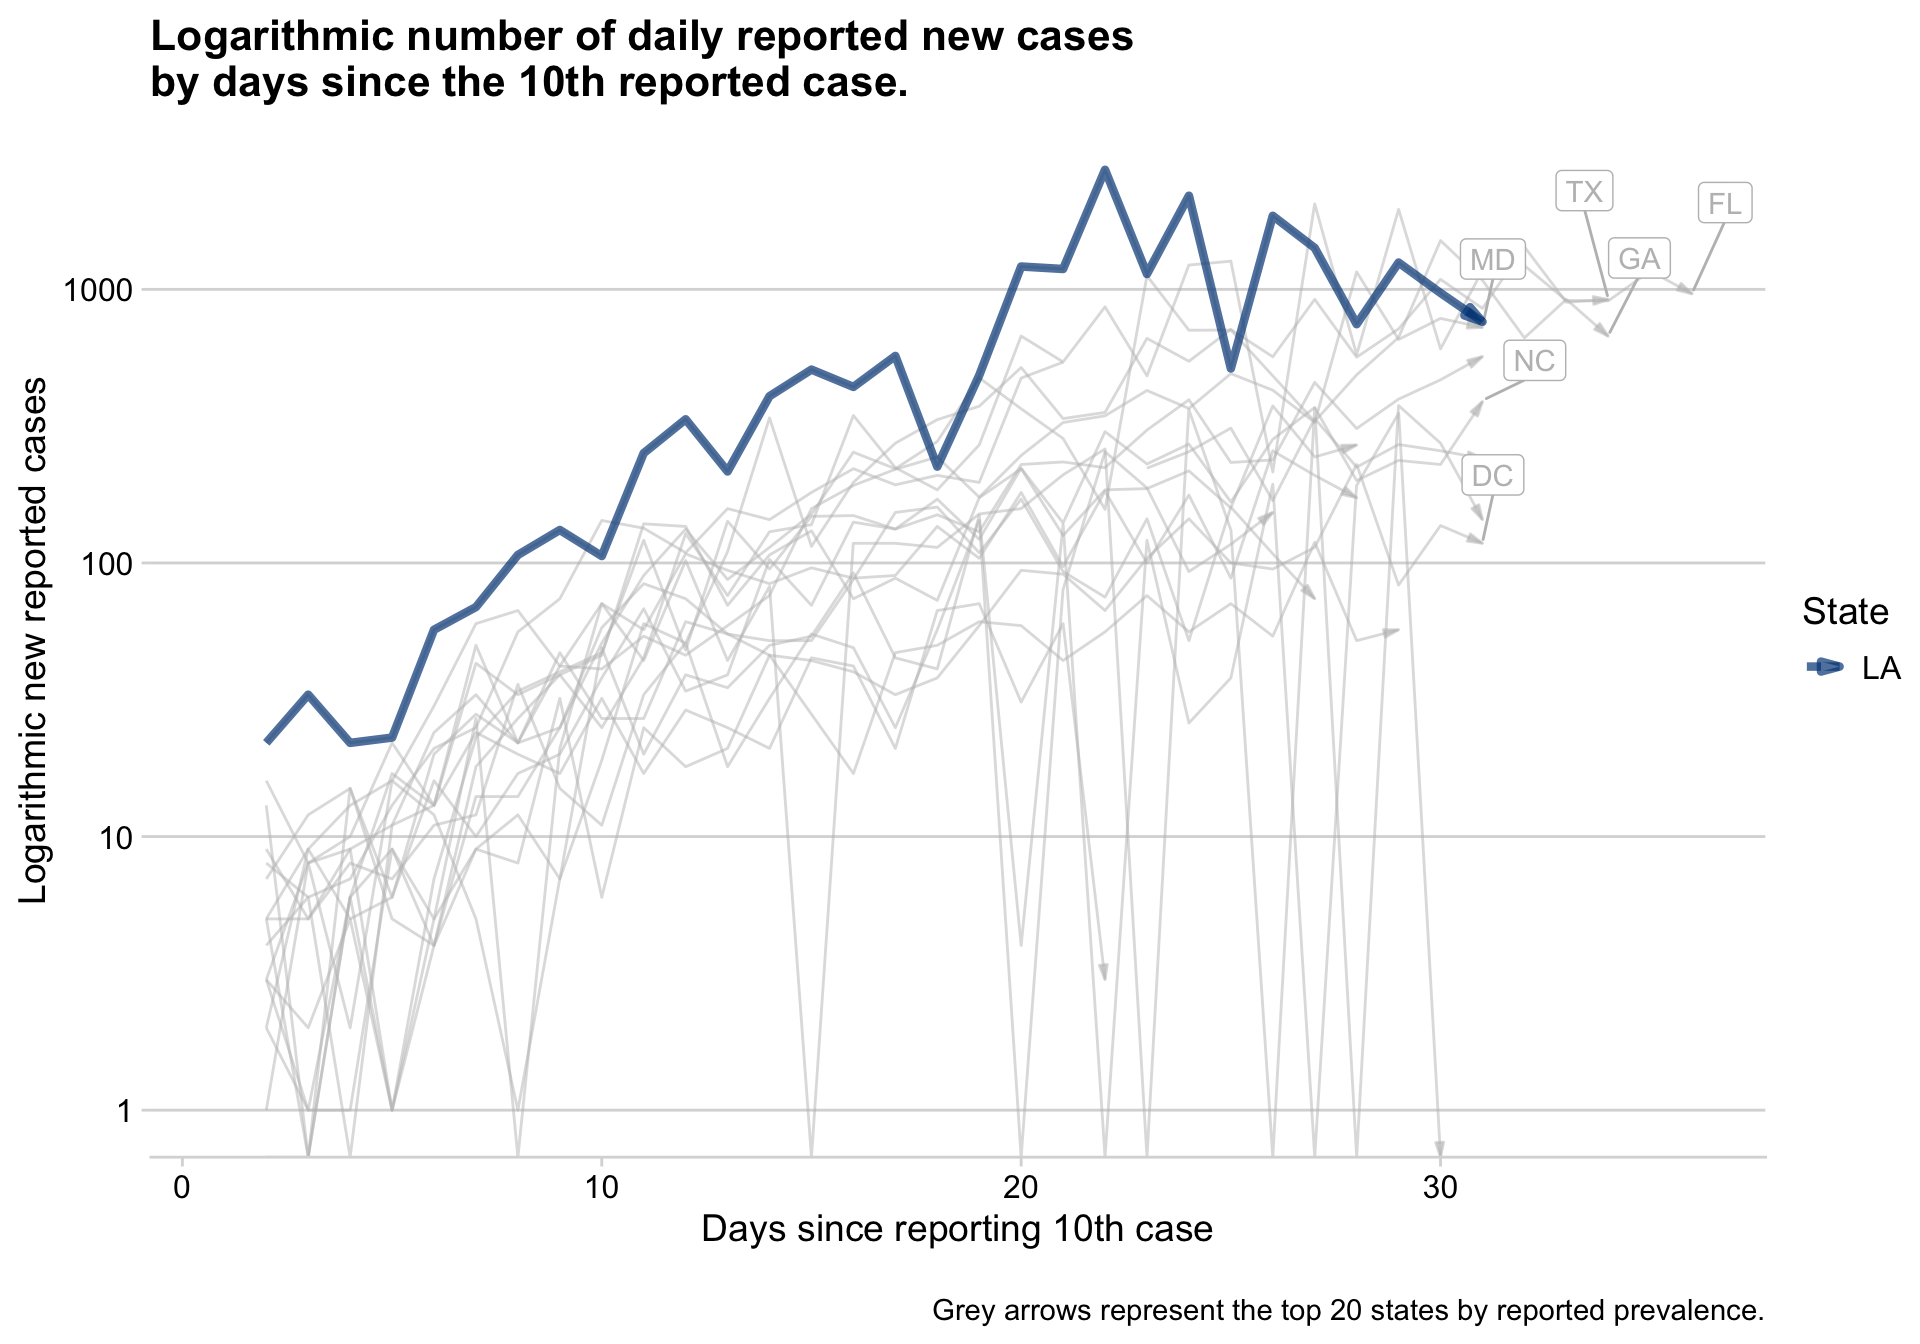 Logarithmic number of daily reported new cases
by days since the 10th reported case.
TX
FL
MD
GA
1000
NC
DC
100
10
1
Logarithmic new reported cases
State
LA
0
10
20
30
Days since reporting 10th case
Grey arrows represent the top 20 states by reported prevalence.